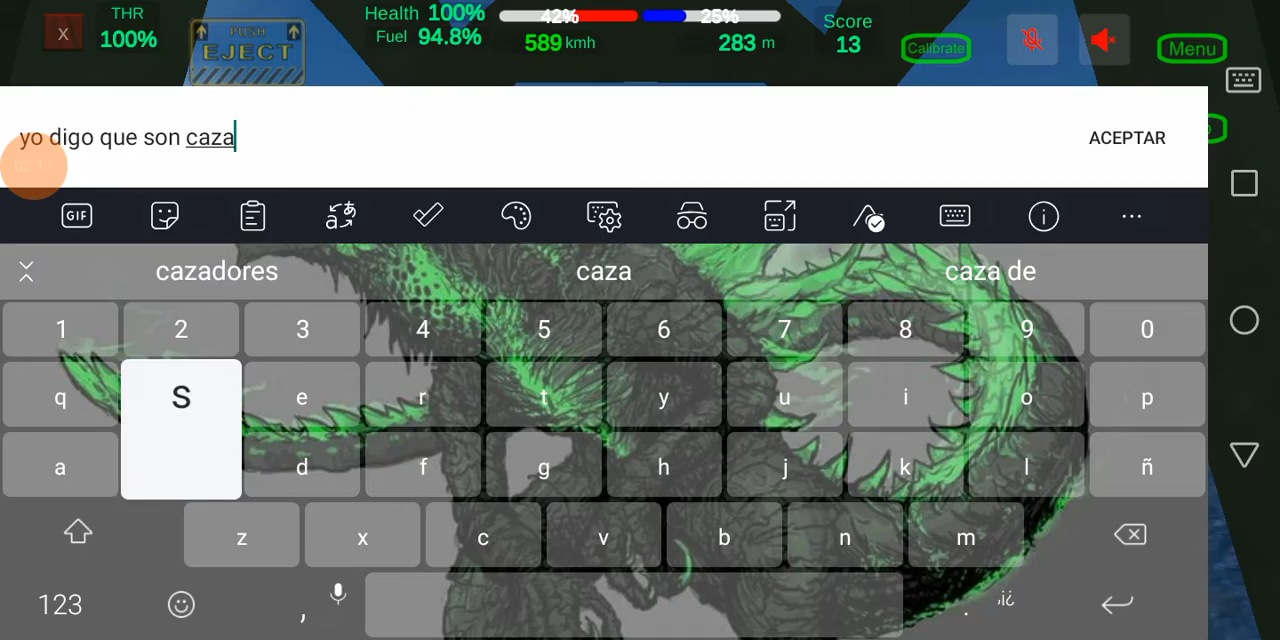 THR
100%
X
PUSH
EJECT
Health 100%
Fuel 94.8%
42%
25%
589 kmh
283 m
Score
13
Calibrate
Menu
yo digo que son caza
ACEPTAR
GIF
cazadores caza caza de
1 2 3 4 5 6 7 8 9 0
q e r t y u i o p
a S d f g h j k l ñ
z x c v b n m
123 , . ,i¿